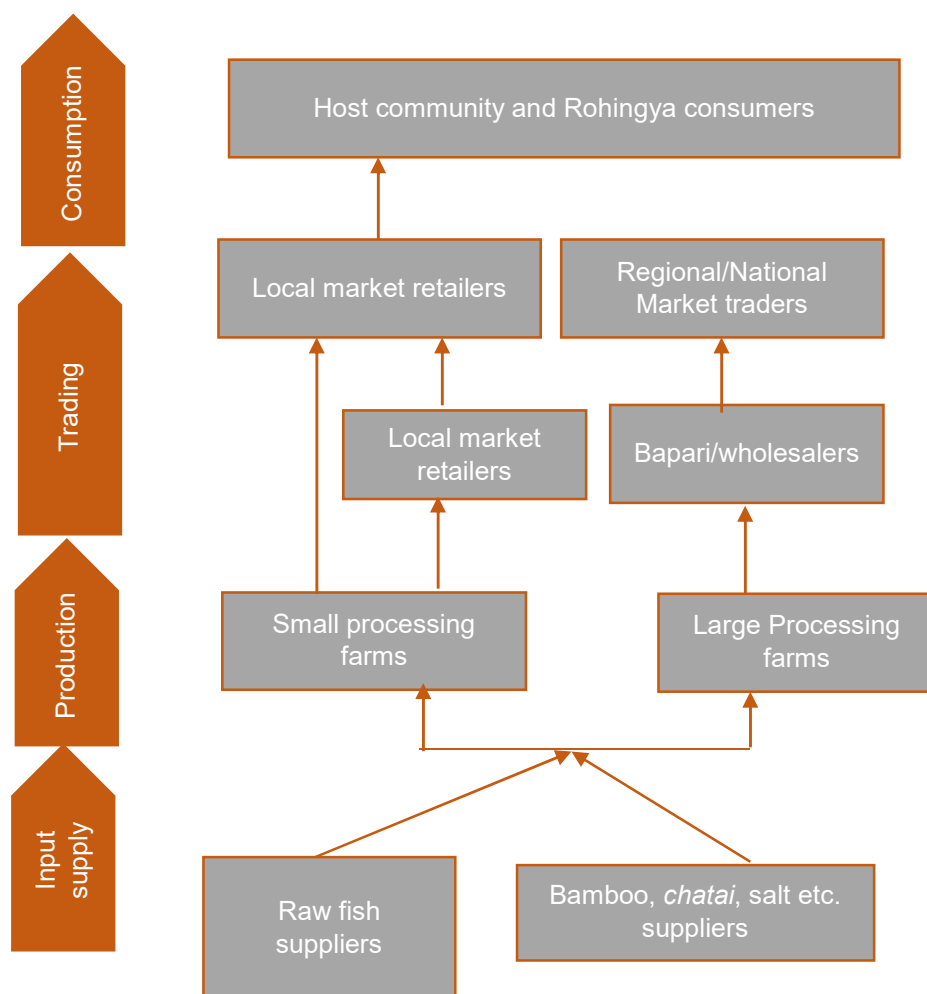 Consumption
Host community and Rohingya consumers
Trading
Local market retailers
Regional/National
Market traders
Local market
retailers
Bapari/wholesalers
Production
Small processing
farms
Large Processing
farms
Input
supply
Raw fish
suppliers
Bamboo, chatai, salt etc.
suppliers